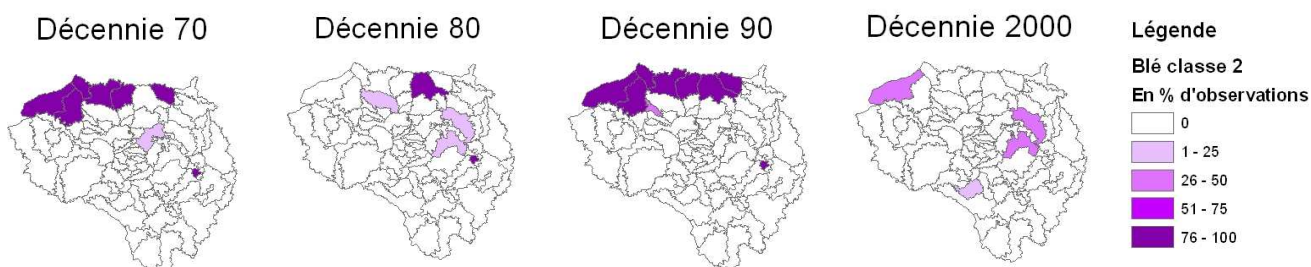 Décennie 70
Décennie 80
Décennie 90
Décennie 2000
Légende
Blé classe 2
En % d'observations
0
1 - 25
26 - 50
51 - 75
76 - 100